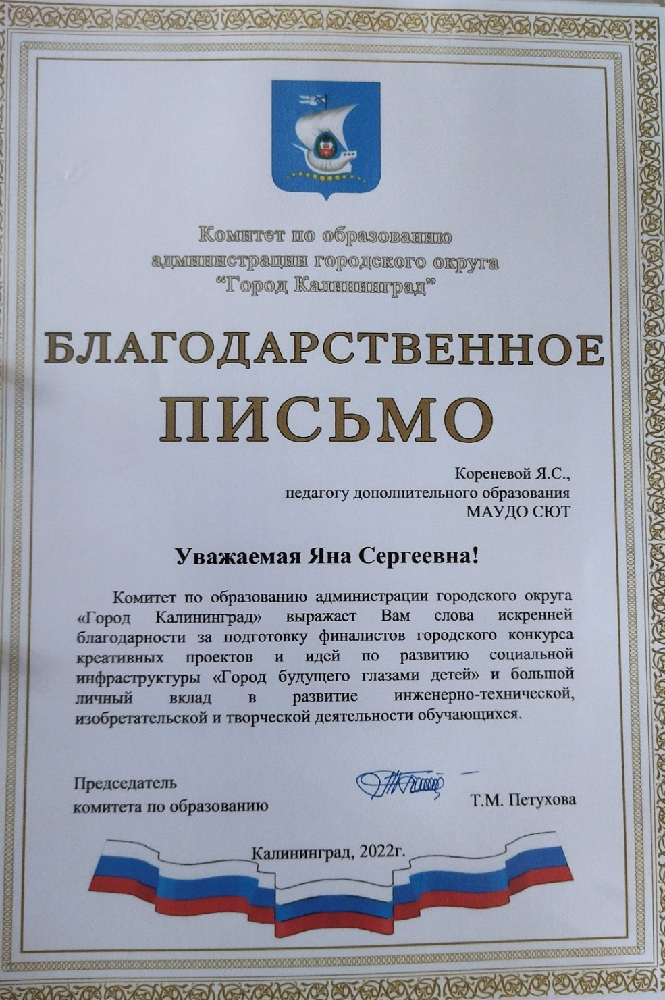 Комитет по образованию
администрации городского округа
“Город Калининград”
БЛАГОДАРСТВЕННОЕ
ПИСЬМО
Кореневой Я.С.,
педагогу дополнительного образования
МАУДО СЮТ
Уважаемая Яна Сергеевна!
Комитет по образованию администрации городского округа
«Город Калининград» выражает Вам слова искренней
благодарности за подготовку финалистов городского конкурса
креативных проектов и идей по развитию социальной
инфраструктуры «Город будущего глазами детей» и большой
личный вклад в развитие инженерно-технической,
изобретательской и творческой деятельности обучающихся.
Председатель
комитета по образованию
Т.М. Петухова
Калининград, 2022г.